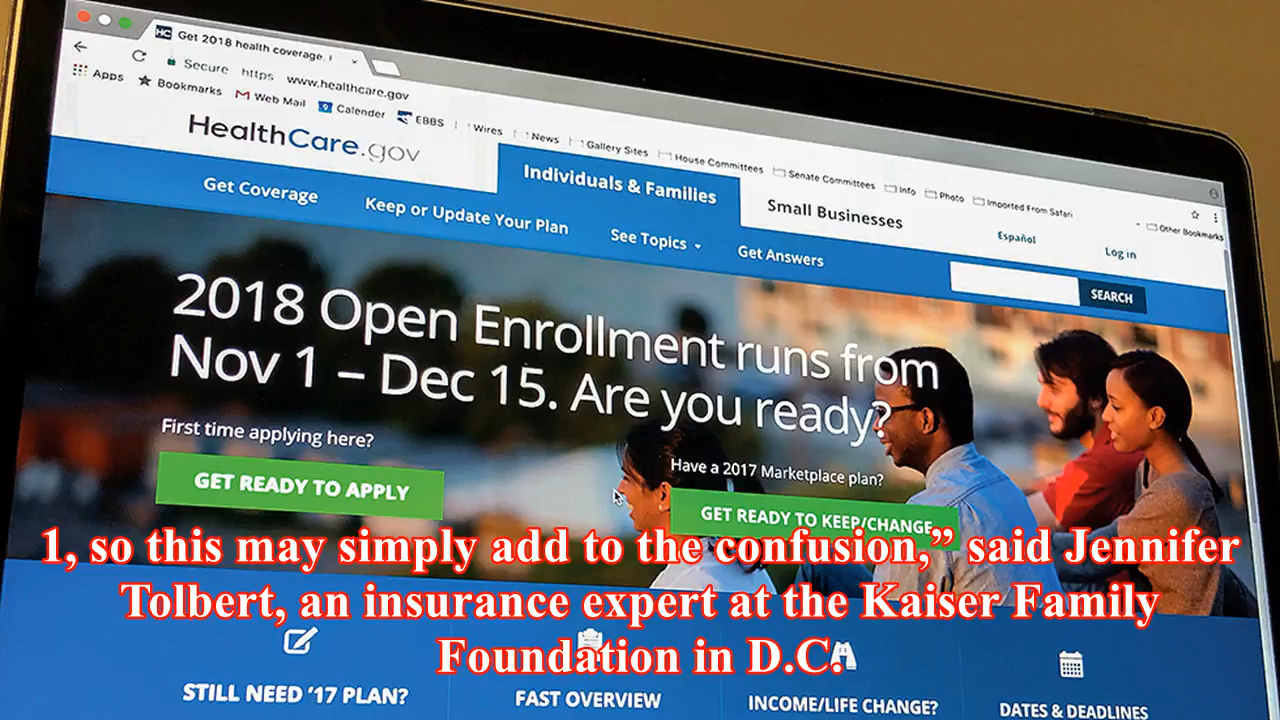 HC Get 2018 health coverage.
Secure https www.healthcare.gov
Apps Bookmarks Web Mail Calender EBBS Wires News Gallery Sites House Committees Senate Committees Info Photo Imported From Safari
Other Bookmarks
HealthCare.gov
Individuals & Families
Small Businesses
Español
Log in
Get Coverage
Keep or Update Your Plan
See Topics
Get Answers
SEARCH
2018 Open Enrollment runs from
Nov 1 – Dec 15. Are you ready?
First time applying here?
GET READY TO APPLY
Have a 2017 Marketplace plan?
GET READY TO KEEP/CHANGE
1, so this may simply add to the confusion,” said Jennifer
Tolbert, an insurance expert at the Kaiser Family
Foundation in D.C.
STILL NEED ’17 PLAN?
FAST OVERVIEW
INCOME/LIFE CHANGE?
DATES & DEADLINES